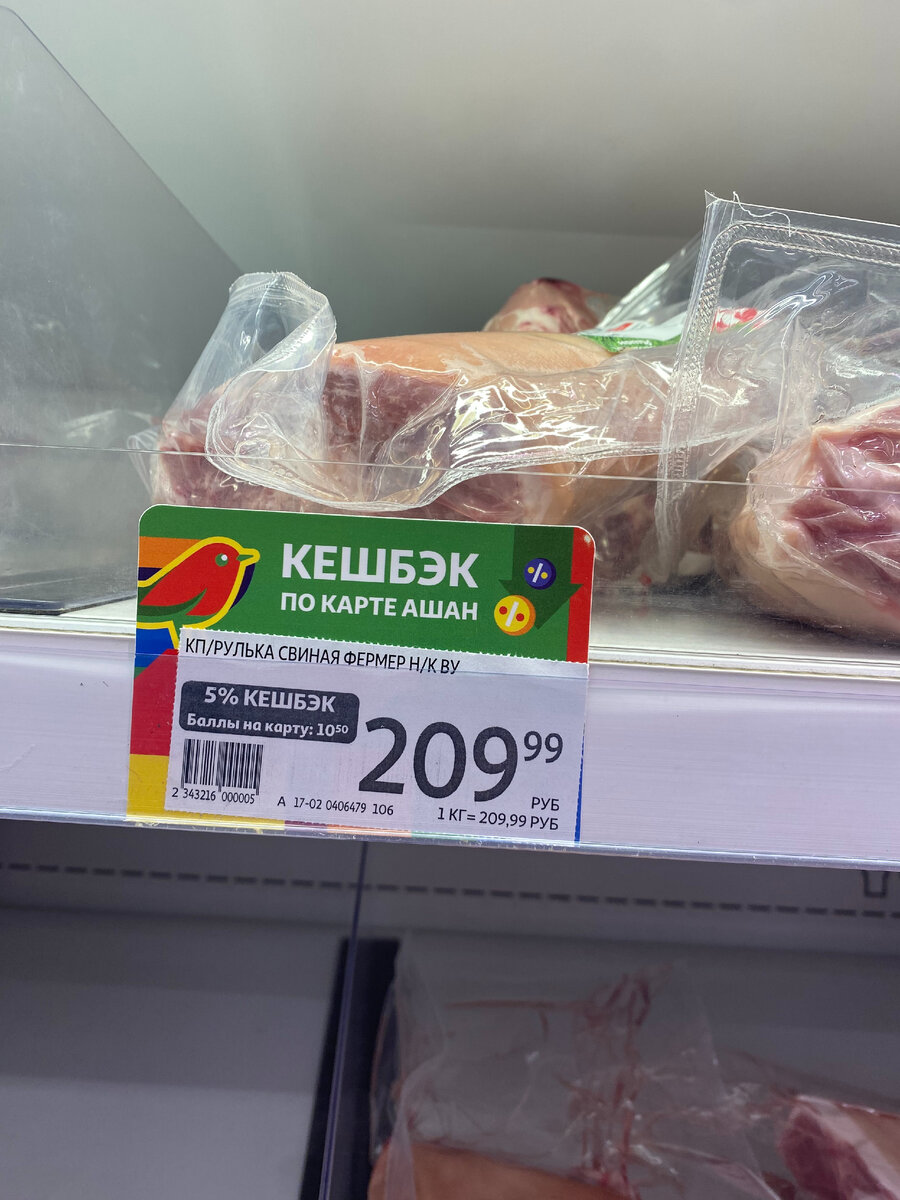 КЕШБЭК
ПО КАРТЕ АШАН
КП/РУЛЬКА СВИНАЯ ФЕРМЕР Н/К ВУ
5% КЕШБЭК
Баллы на карту: 10⁵⁰
209⁹⁹
РУБ
2 343216 000005
А 17-02 0406479 106
1 КГ= 209,99 РУБ